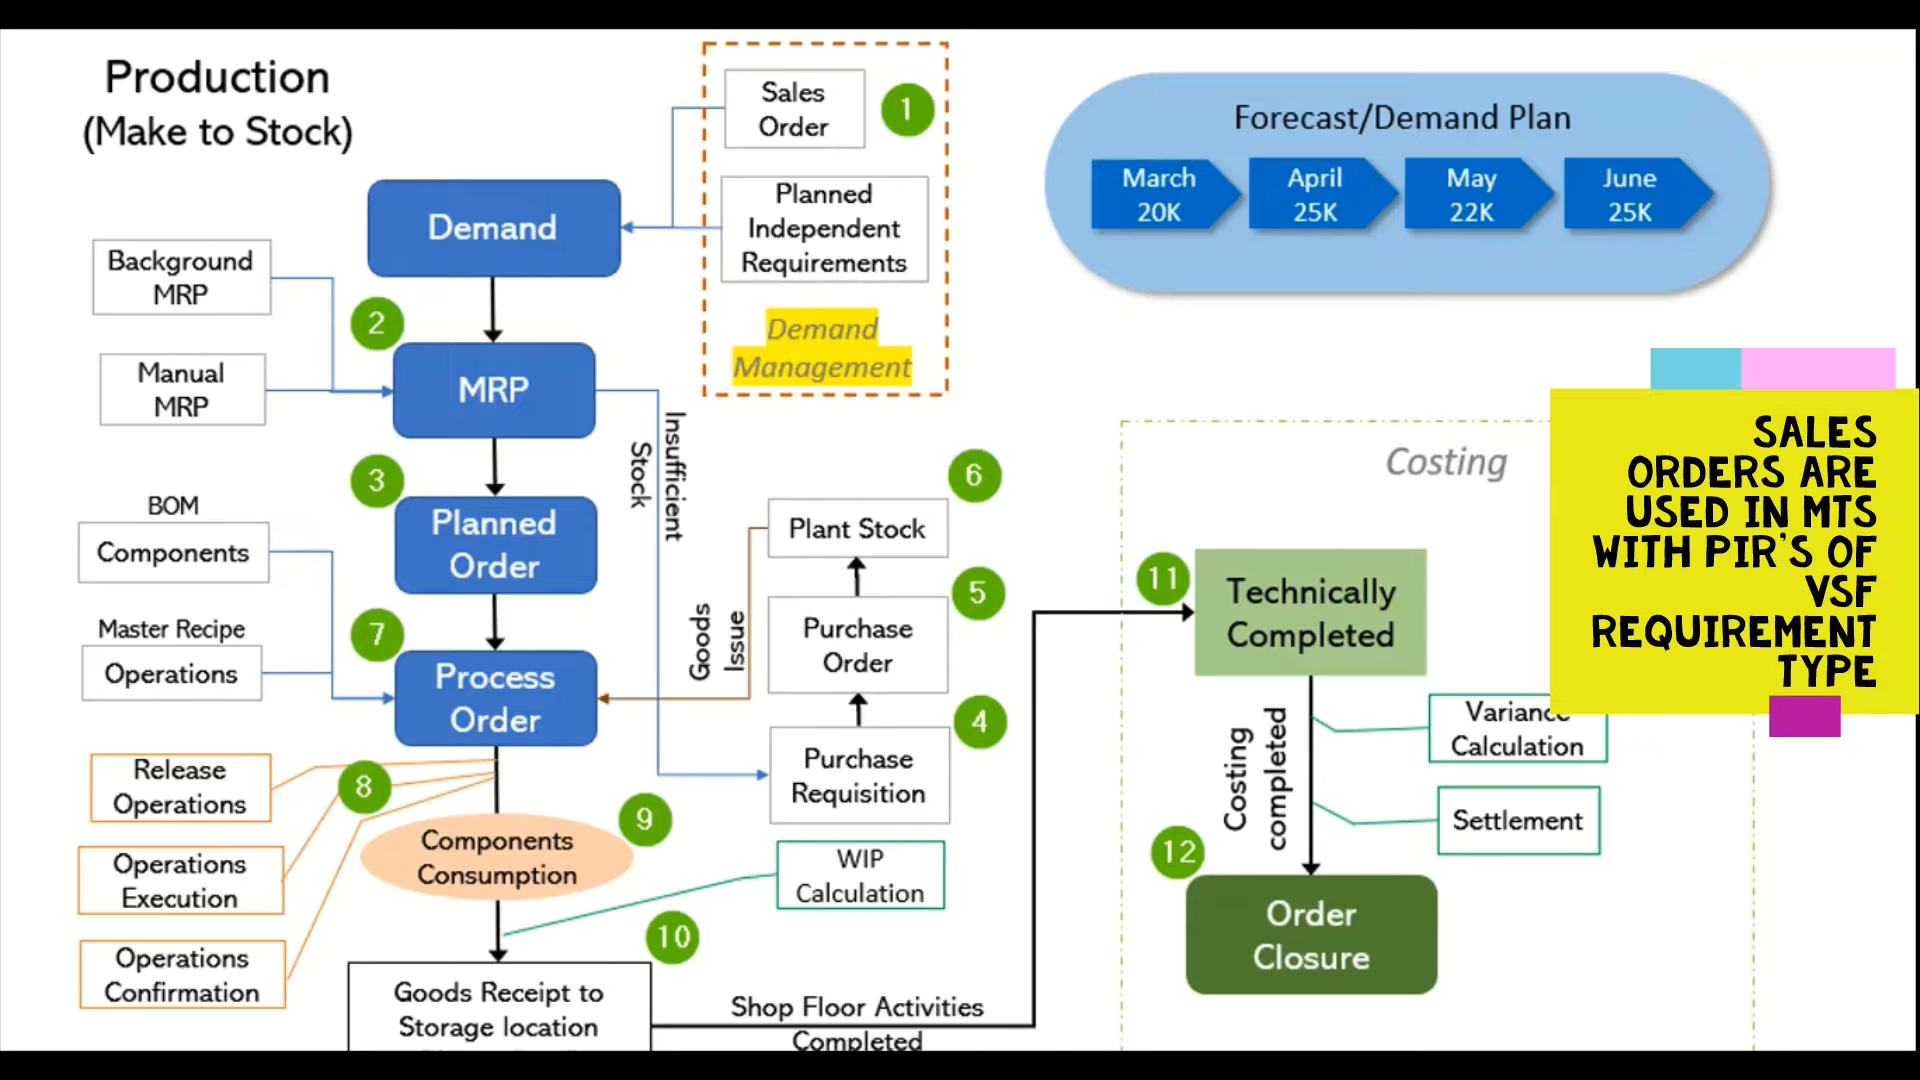 Production
(Make to Stock)
Sales
Order
1
Planned
Independent
Requirements
Demand
Management
Forecast/Demand Plan
March
20K
April
25K
May
22K
June
25K
Demand
Background
MRP
Manual
MRP
2
MRP
Insufficient
Stock
3
Planned
Order
BOM
Components
Master Recipe
Operations
7
Process
Order
Goods
Issue
6
Plant Stock
5
Purchase
Order
4
Purchase
Requisition
Release
Operations
8
Operations
Execution
Operations
Confirmation
Components
Consumption
9
WIP
Calculation
10
Goods Receipt to
Storage location
Shop Floor Activities
Completed
Costing
11
Technically
Completed
Costing
completed
Variance
Calculation
Settlement
12
Order
Closure
SALES
ORDERS ARE
USED IN MTS
WITH PIR'S OF
VSF
REQUIREMENT
TYPE